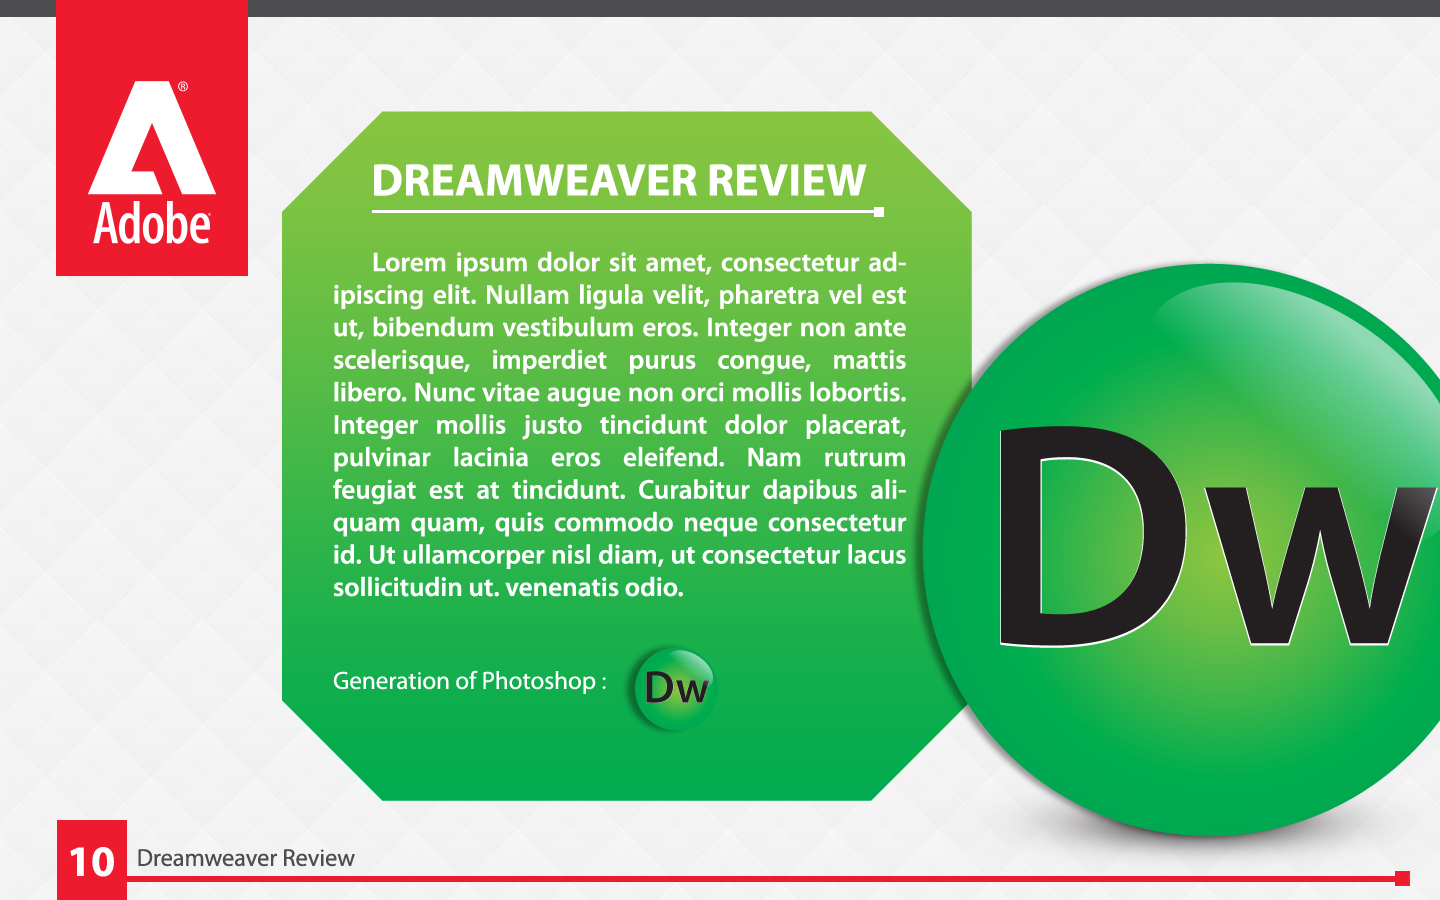 ®
Adobe
DREAMWEAVER REVIEW
Lorem ipsum dolor sit amet, consectetur ad-
ipiscing elit. Nullam ligula velit, pharetra vel est
ut, bibendum vestibulum eros. Integer non ante
scelerisque, imperdiet purus congue, mattis
libero. Nunc vitae augue non orci mollis lobortis.
Integer mollis justo tincidunt dolor placerat,
pulvinar lacinia eros eleifend. Nam rutrum
feugiat est at tincidunt. Curabitur dapibus ali-
quam quam, quis commodo neque consectetur
id. Ut ullamcorper nisl diam, ut consectetur lacus
sollicitudin ut. venenatis odio.
Generation of Photoshop :
Dw
Dw
10
Dreamweaver Review